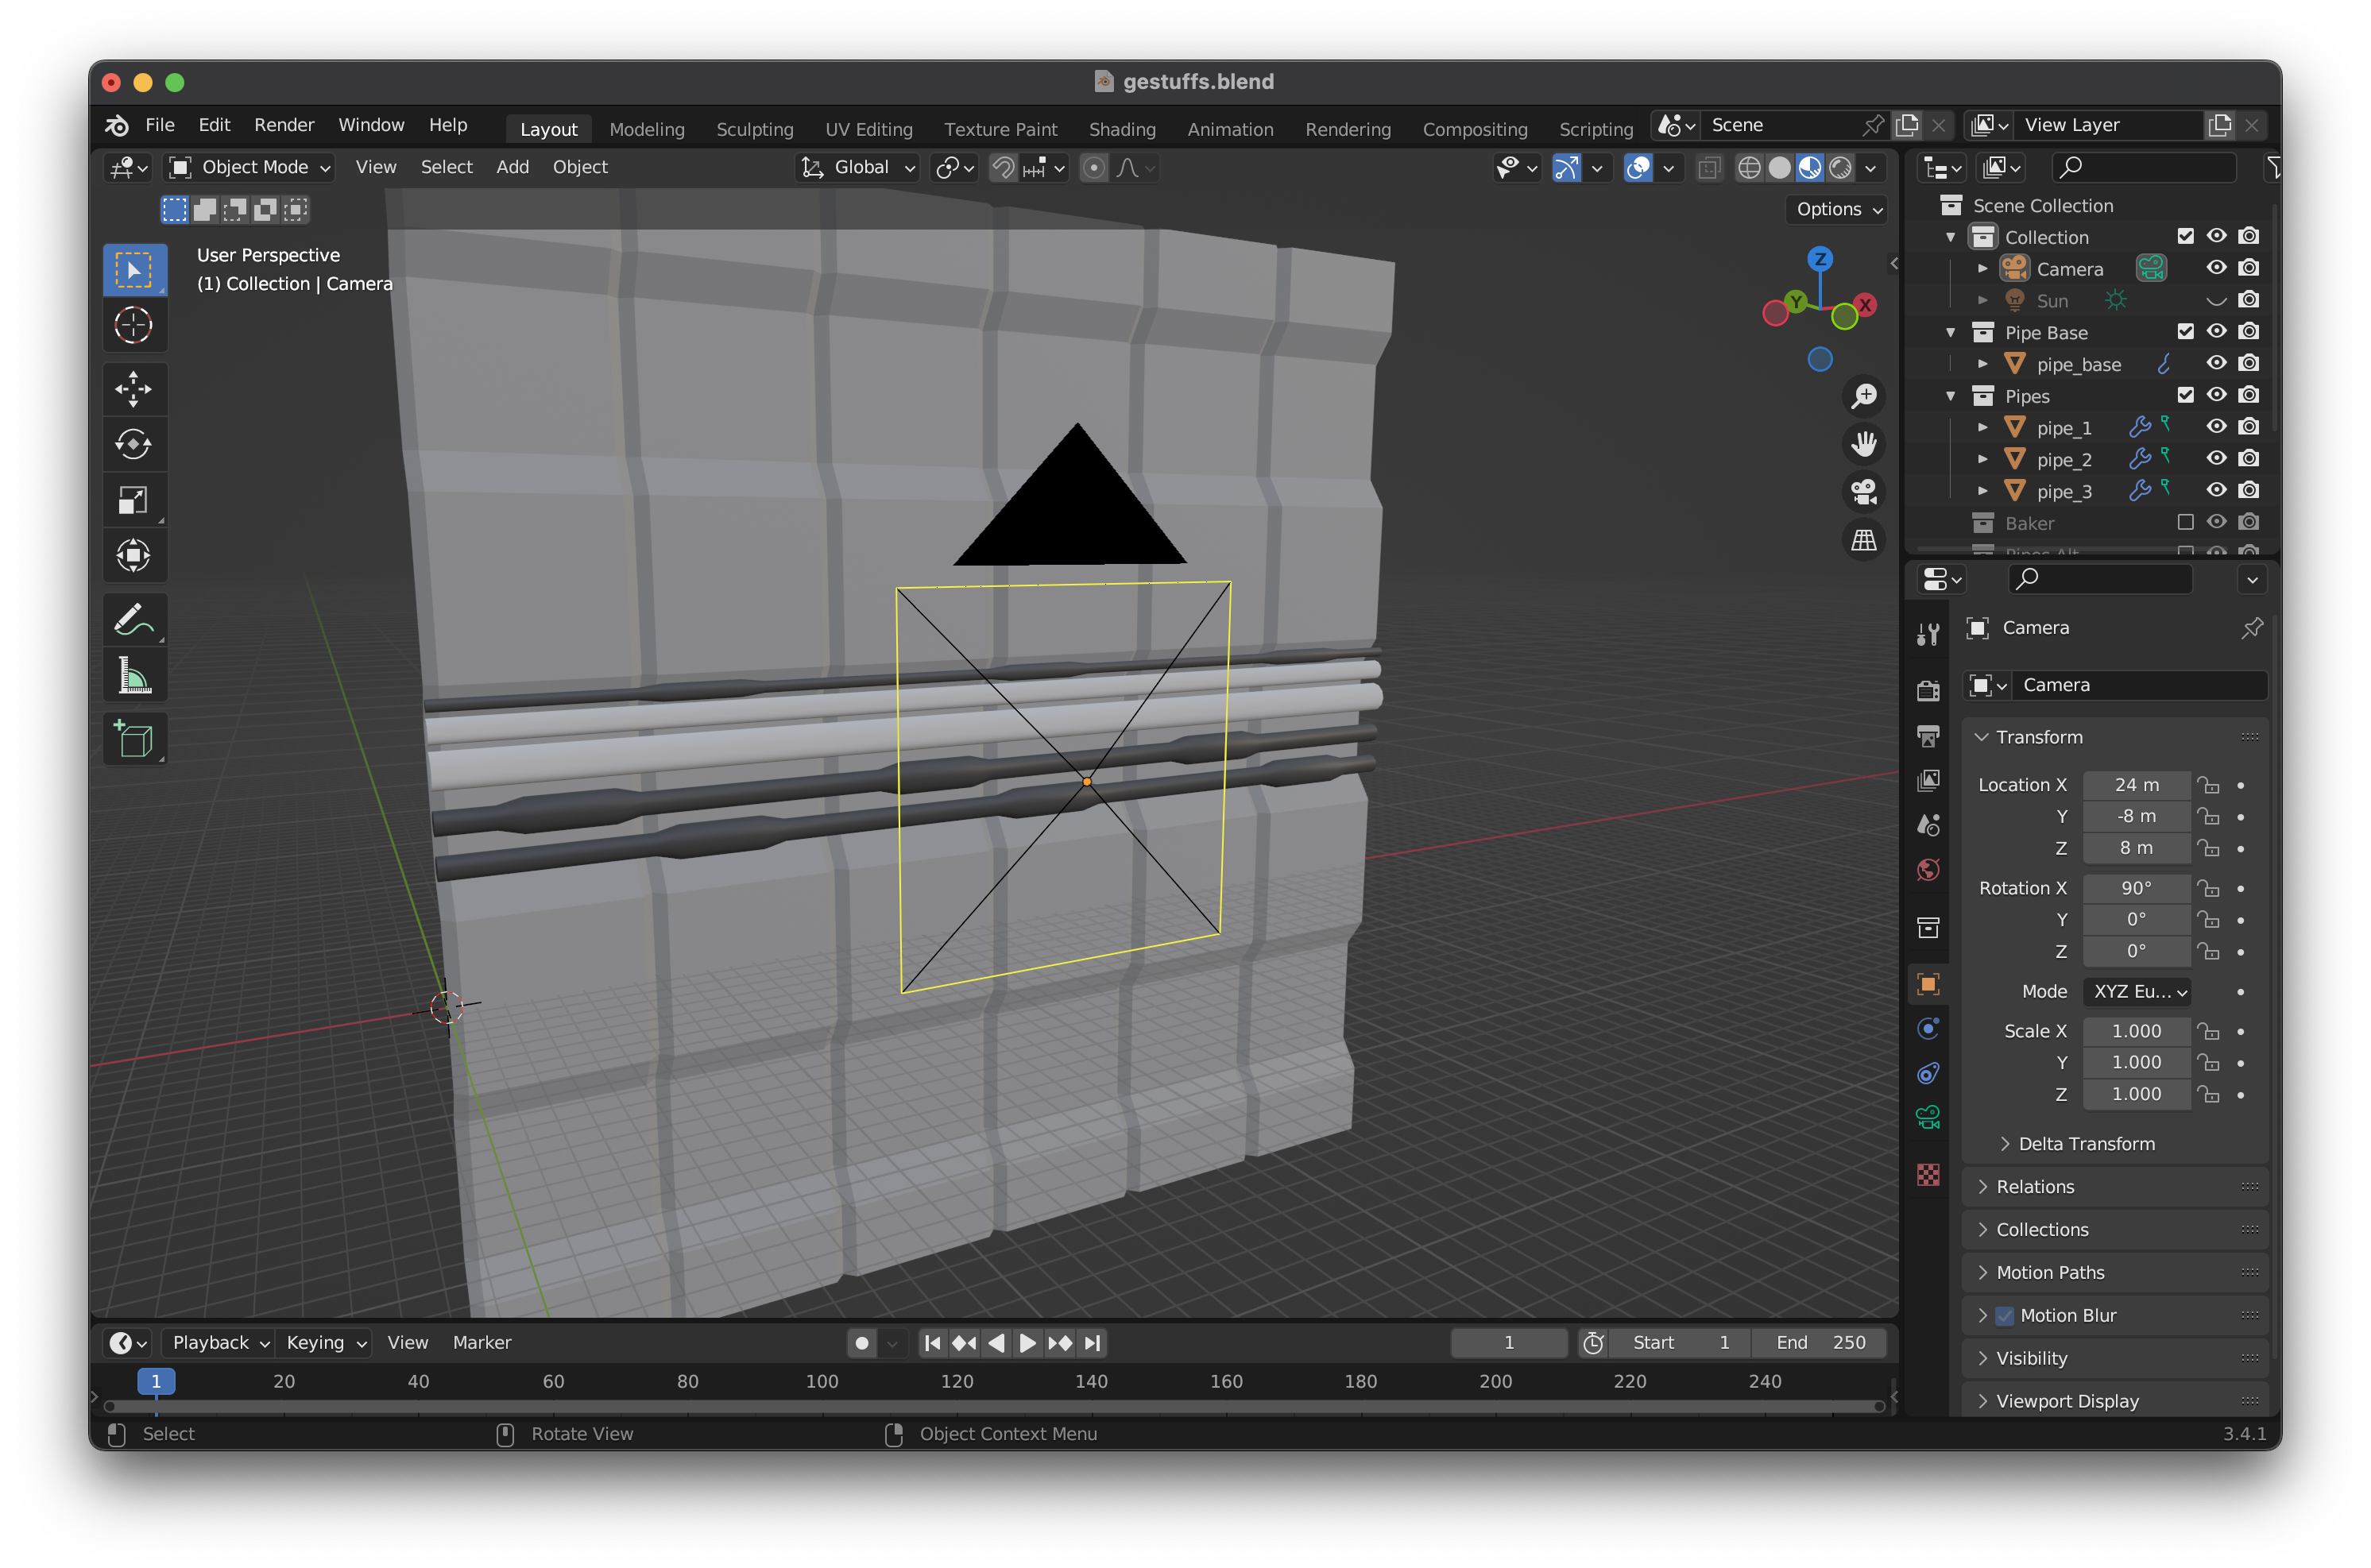 gestuffs.blend
File Edit Render Window Help Layout Modeling Sculpting UV Editing Texture Paint Shading Animation Rendering Compositing Scripting Scene View Layer
Object Mode View Select Add Object Global
Options
User Perspective
(1) Collection | Camera
Z
Y
X
Scene Collection
Collection
Camera
Sun
Pipe Base
pipe_base
Pipes
pipe_1
pipe_2
pipe_3
Baker
Pipes Alt
Camera
Camera
Transform
Location X 24 m
Y -8 m
Z 8 m
Rotation X 90°
Y 0°
Z 0°
Mode XYZ Eu...
Scale X 1.000
Y 1.000
Z 1.000
Delta Transform
Relations
Collections
Motion Paths
Motion Blur
Visibility
Viewport Display
Playback Keying View Marker 1 Start 1 End 250
1 20 40 60 80 100 120 140 160 180 200 220 240
Select Rotate View Object Context Menu 3.4.1